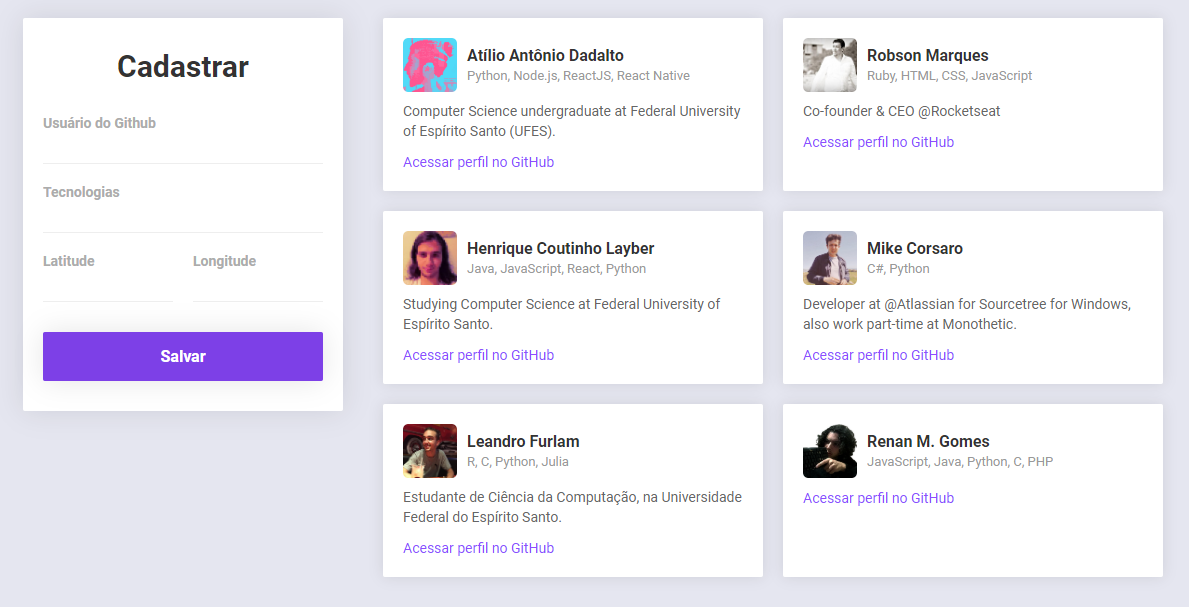 Cadastrar
Usuário do Github
Tecnologias
Latitude
Longitude
Salvar
Atílio Antônio Dadalto
Python, Node.js, ReactJS, React Native
Computer Science undergraduate at Federal University
of Espírito Santo (UFES).
Acessar perfil no GitHub
Robson Marques
Ruby, HTML, CSS, JavaScript
Co-founder & CEO @Rocketseat
Acessar perfil no GitHub
Henrique Coutinho Layber
Java, JavaScript, React, Python
Studying Computer Science at Federal University of
Espírito Santo.
Acessar perfil no GitHub
Mike Corsaro
C#, Python
Developer at @Atlassian for Sourcetree for Windows,
also work part-time at Monothetic.
Acessar perfil no GitHub
Leandro Furlam
R, C, Python, Julia
Estudante de Ciência da Computação, na Universidade
Federal do Espírito Santo.
Acessar perfil no GitHub
Renan M. Gomes
JavaScript, Java, Python, C, PHP
Acessar perfil no GitHub